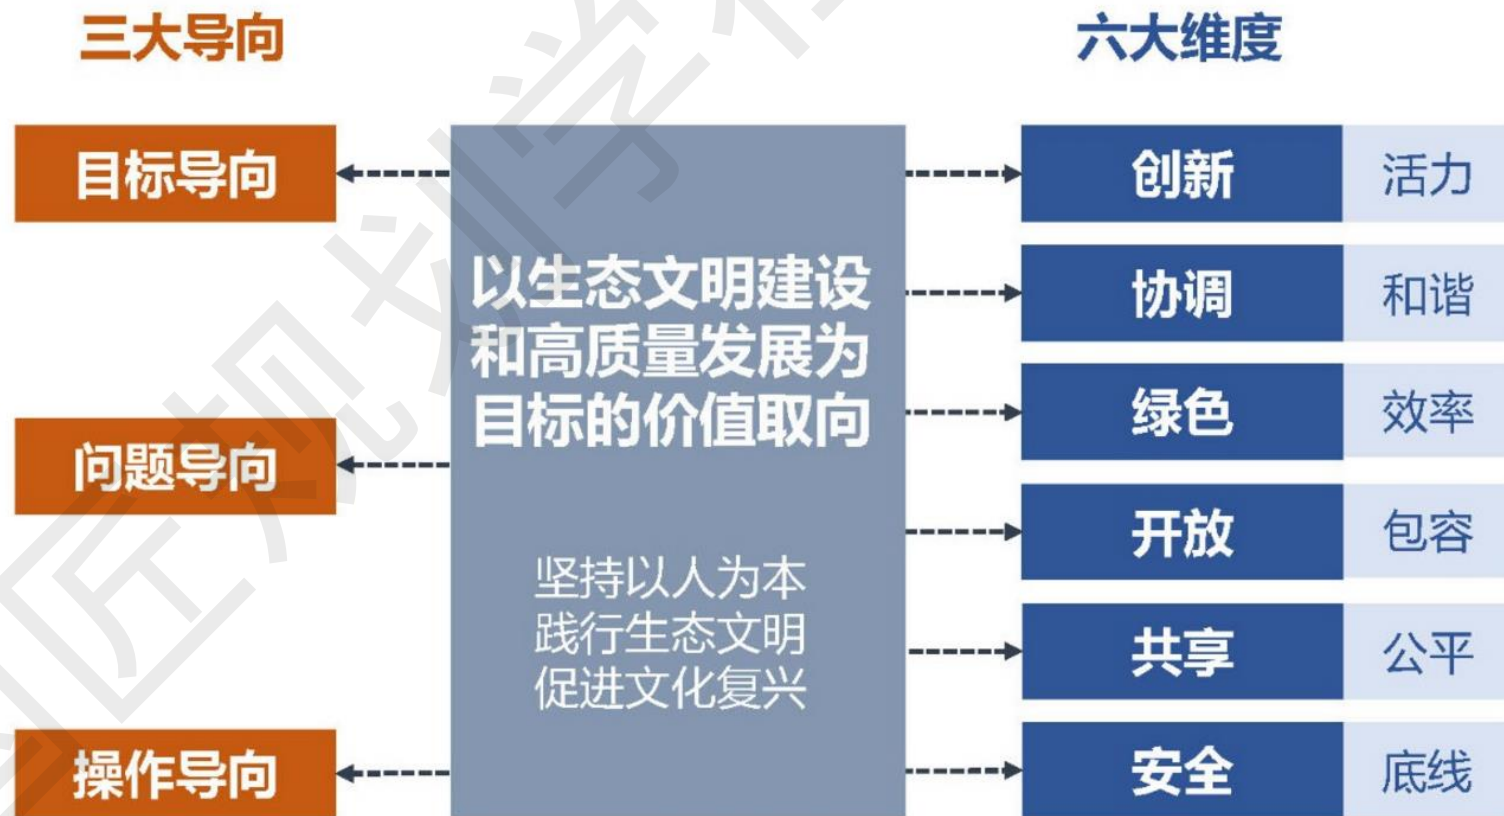 三大导向
六大维度
目标导向
问题导向
操作导向
以生态文明建设
和高质量发展为
目标的价值取向
坚持以人为本
践行生态文明
促进文化复兴
创新 活力
协调 和谐
绿色 效率
开放 包容
共享 公平
安全 底线
匠规划学